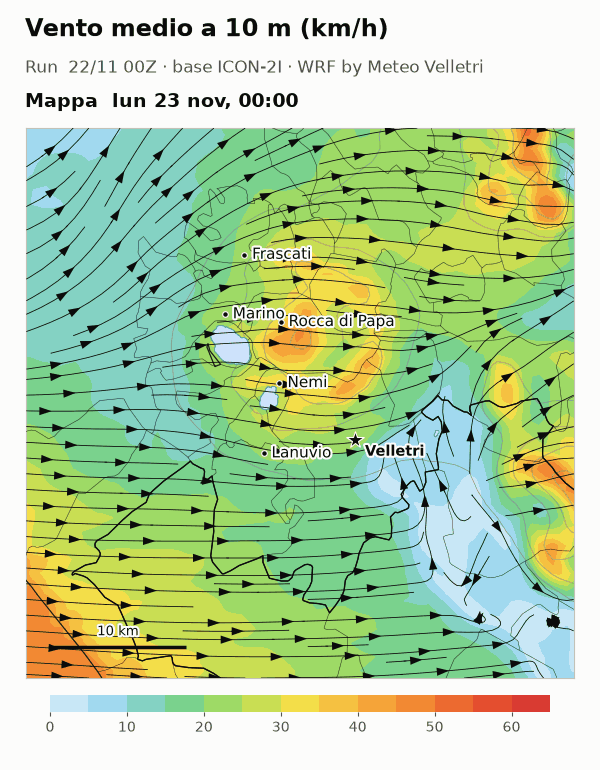 Vento medio a 10 m (km/h)
Run  22/11 00Z · base ICON-2I · WRF by Meteo Velletri
Mappa  lun 23 nov, 00:00
Frascati
Marino
Rocca di Papa
Nemi
Velletri
Lanuvio
10 km
0 10 20 30 40 50 60